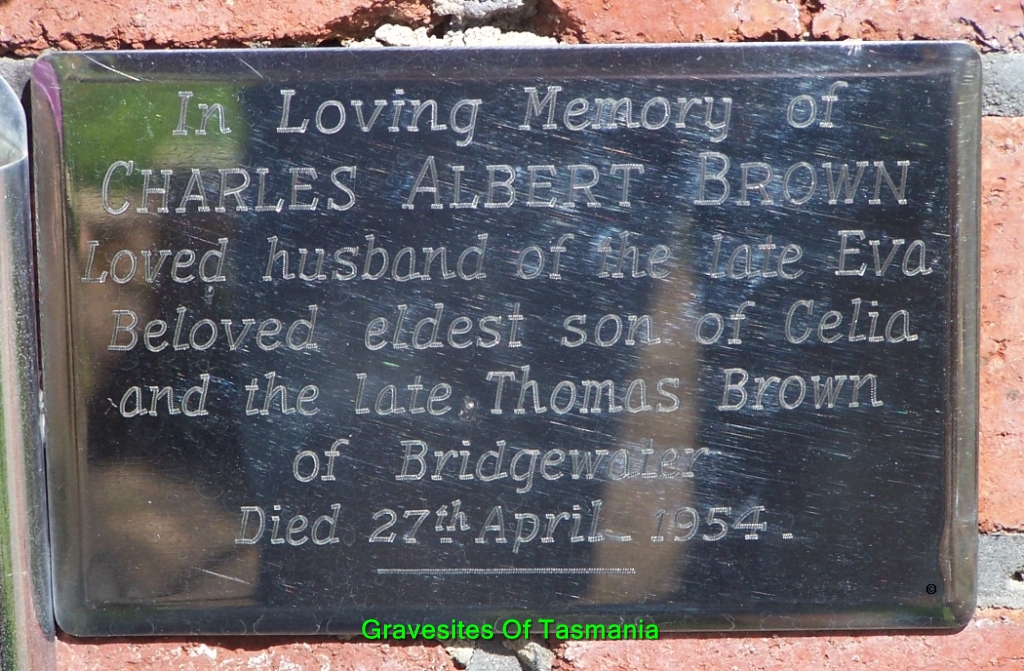 In Loving Memory of
CHARLES ALBERT BROWN
Loved husband of the late Eva
Beloved eldest son of Celia
and the late Thomas Brown
of Bridgewater
Died 27th April 1954.
Gravesites Of Tasmania